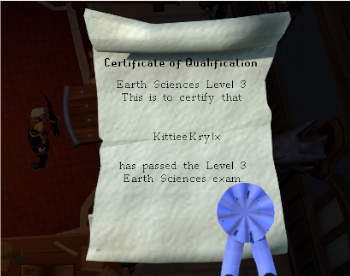 Certificate of Qualification
Earth Sciences Level 3
This is to certify that
KittieeKrylx
has passed the Level 3
Earth Sciences exam.